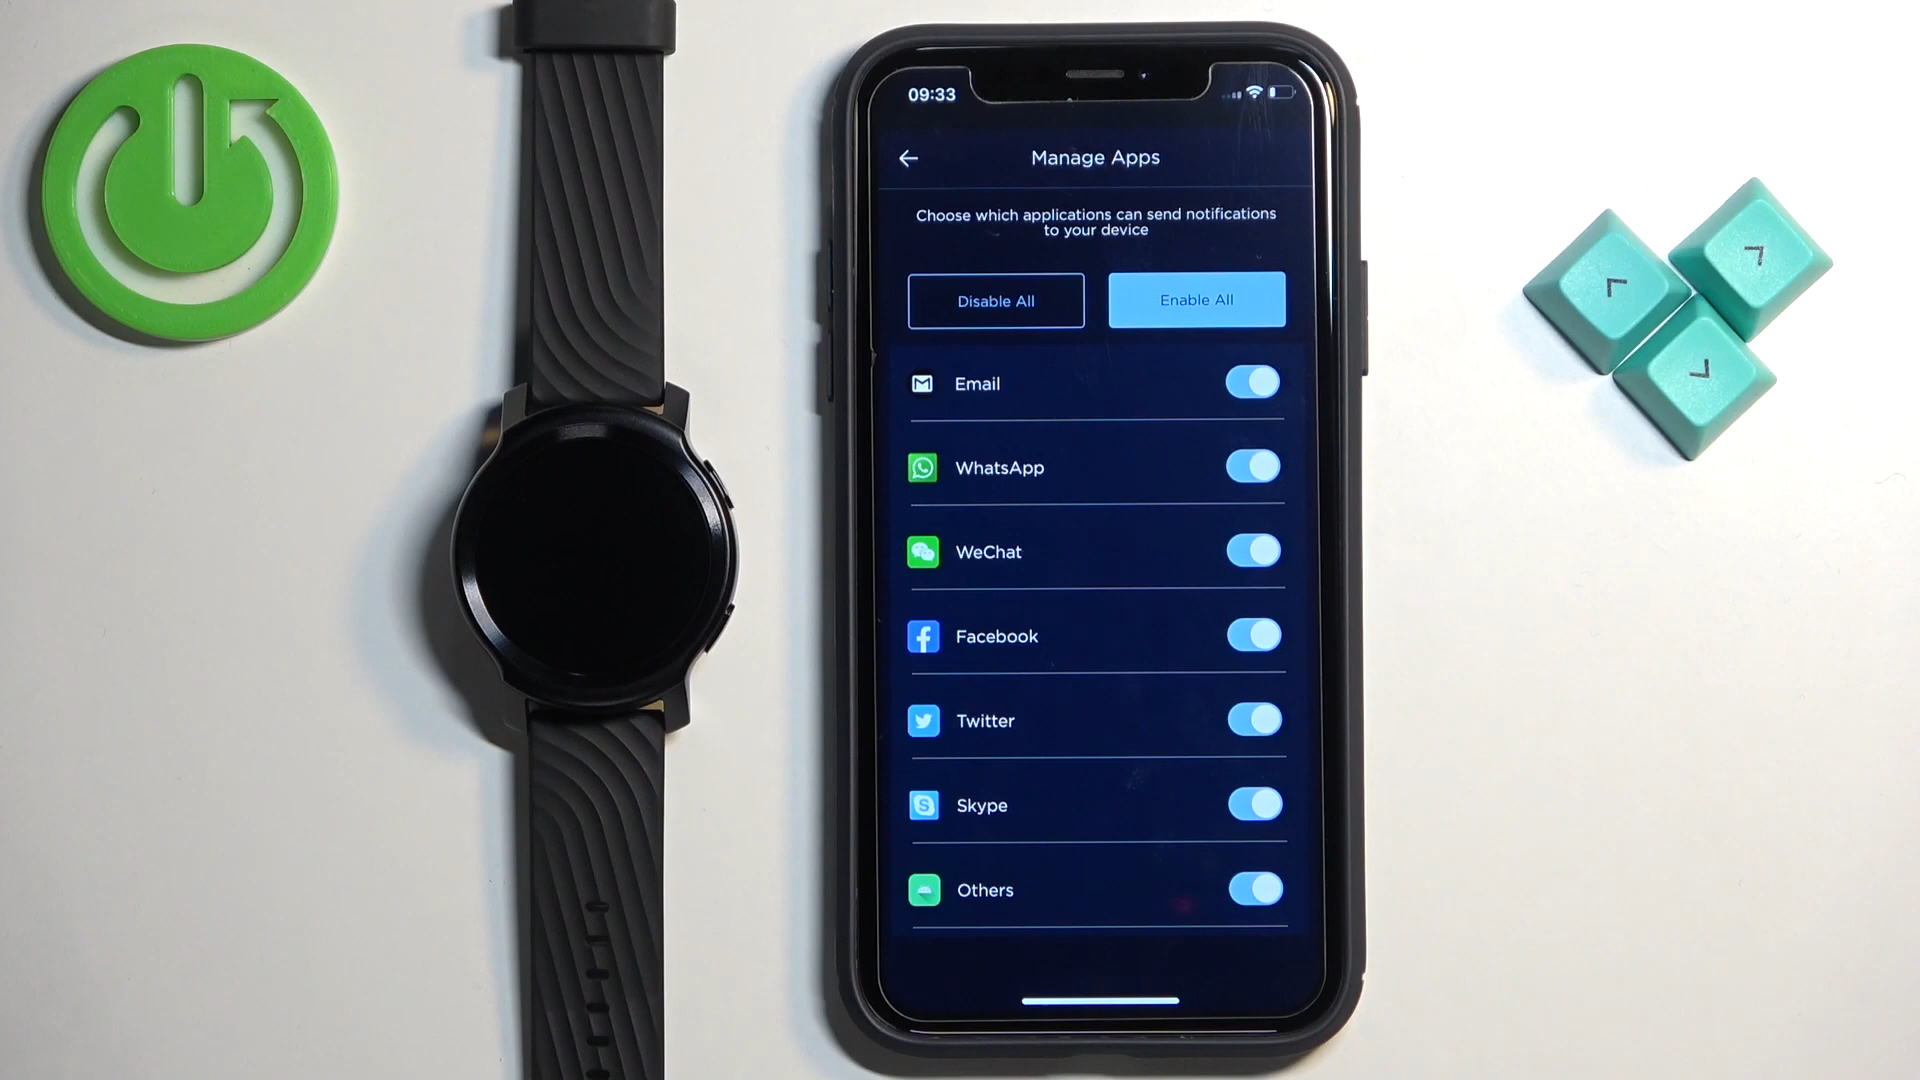 09:33
Manage Apps
Choose which applications can send notifications
to your device
Disable All
Enable All
Email
WhatsApp
WeChat
Facebook
Twitter
Skype
Others